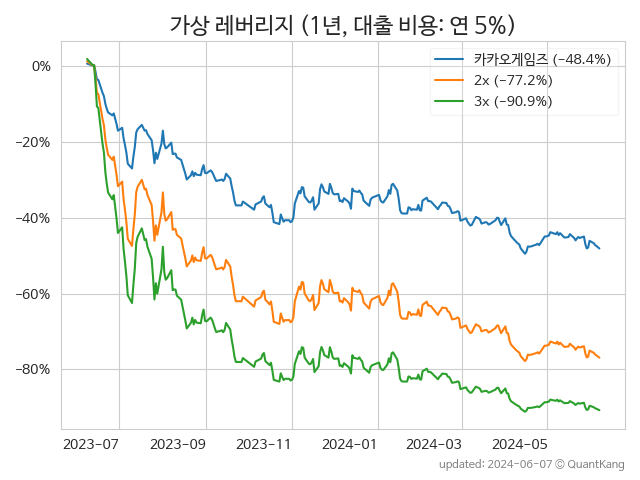 가상 레버리지 (1년, 대출 비용: 연 5%)
카카오게임즈 (−48.4%)
2x (−77.2%)
3x (−90.9%)
0%
−20%
−40%
−60%
−80%
2023-07
2023-09
2023-11
2024-01
2024-03
2024-05
updated: 2024-06-07 © QuantKang